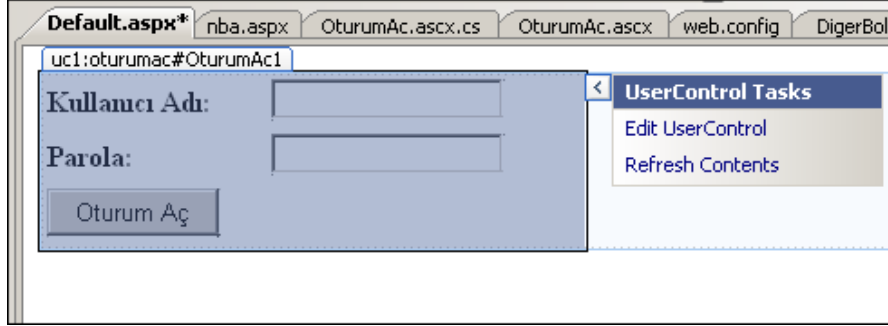 Default.aspx* nba.aspx OturumAc.ascx.cs OturumAc.ascx web.config DigerBol
uc1:oturumac#OturumAc1
Kullanıcı Adı:
Parola:
Oturum Aç
< UserControl Tasks
Edit UserControl
Refresh Contents